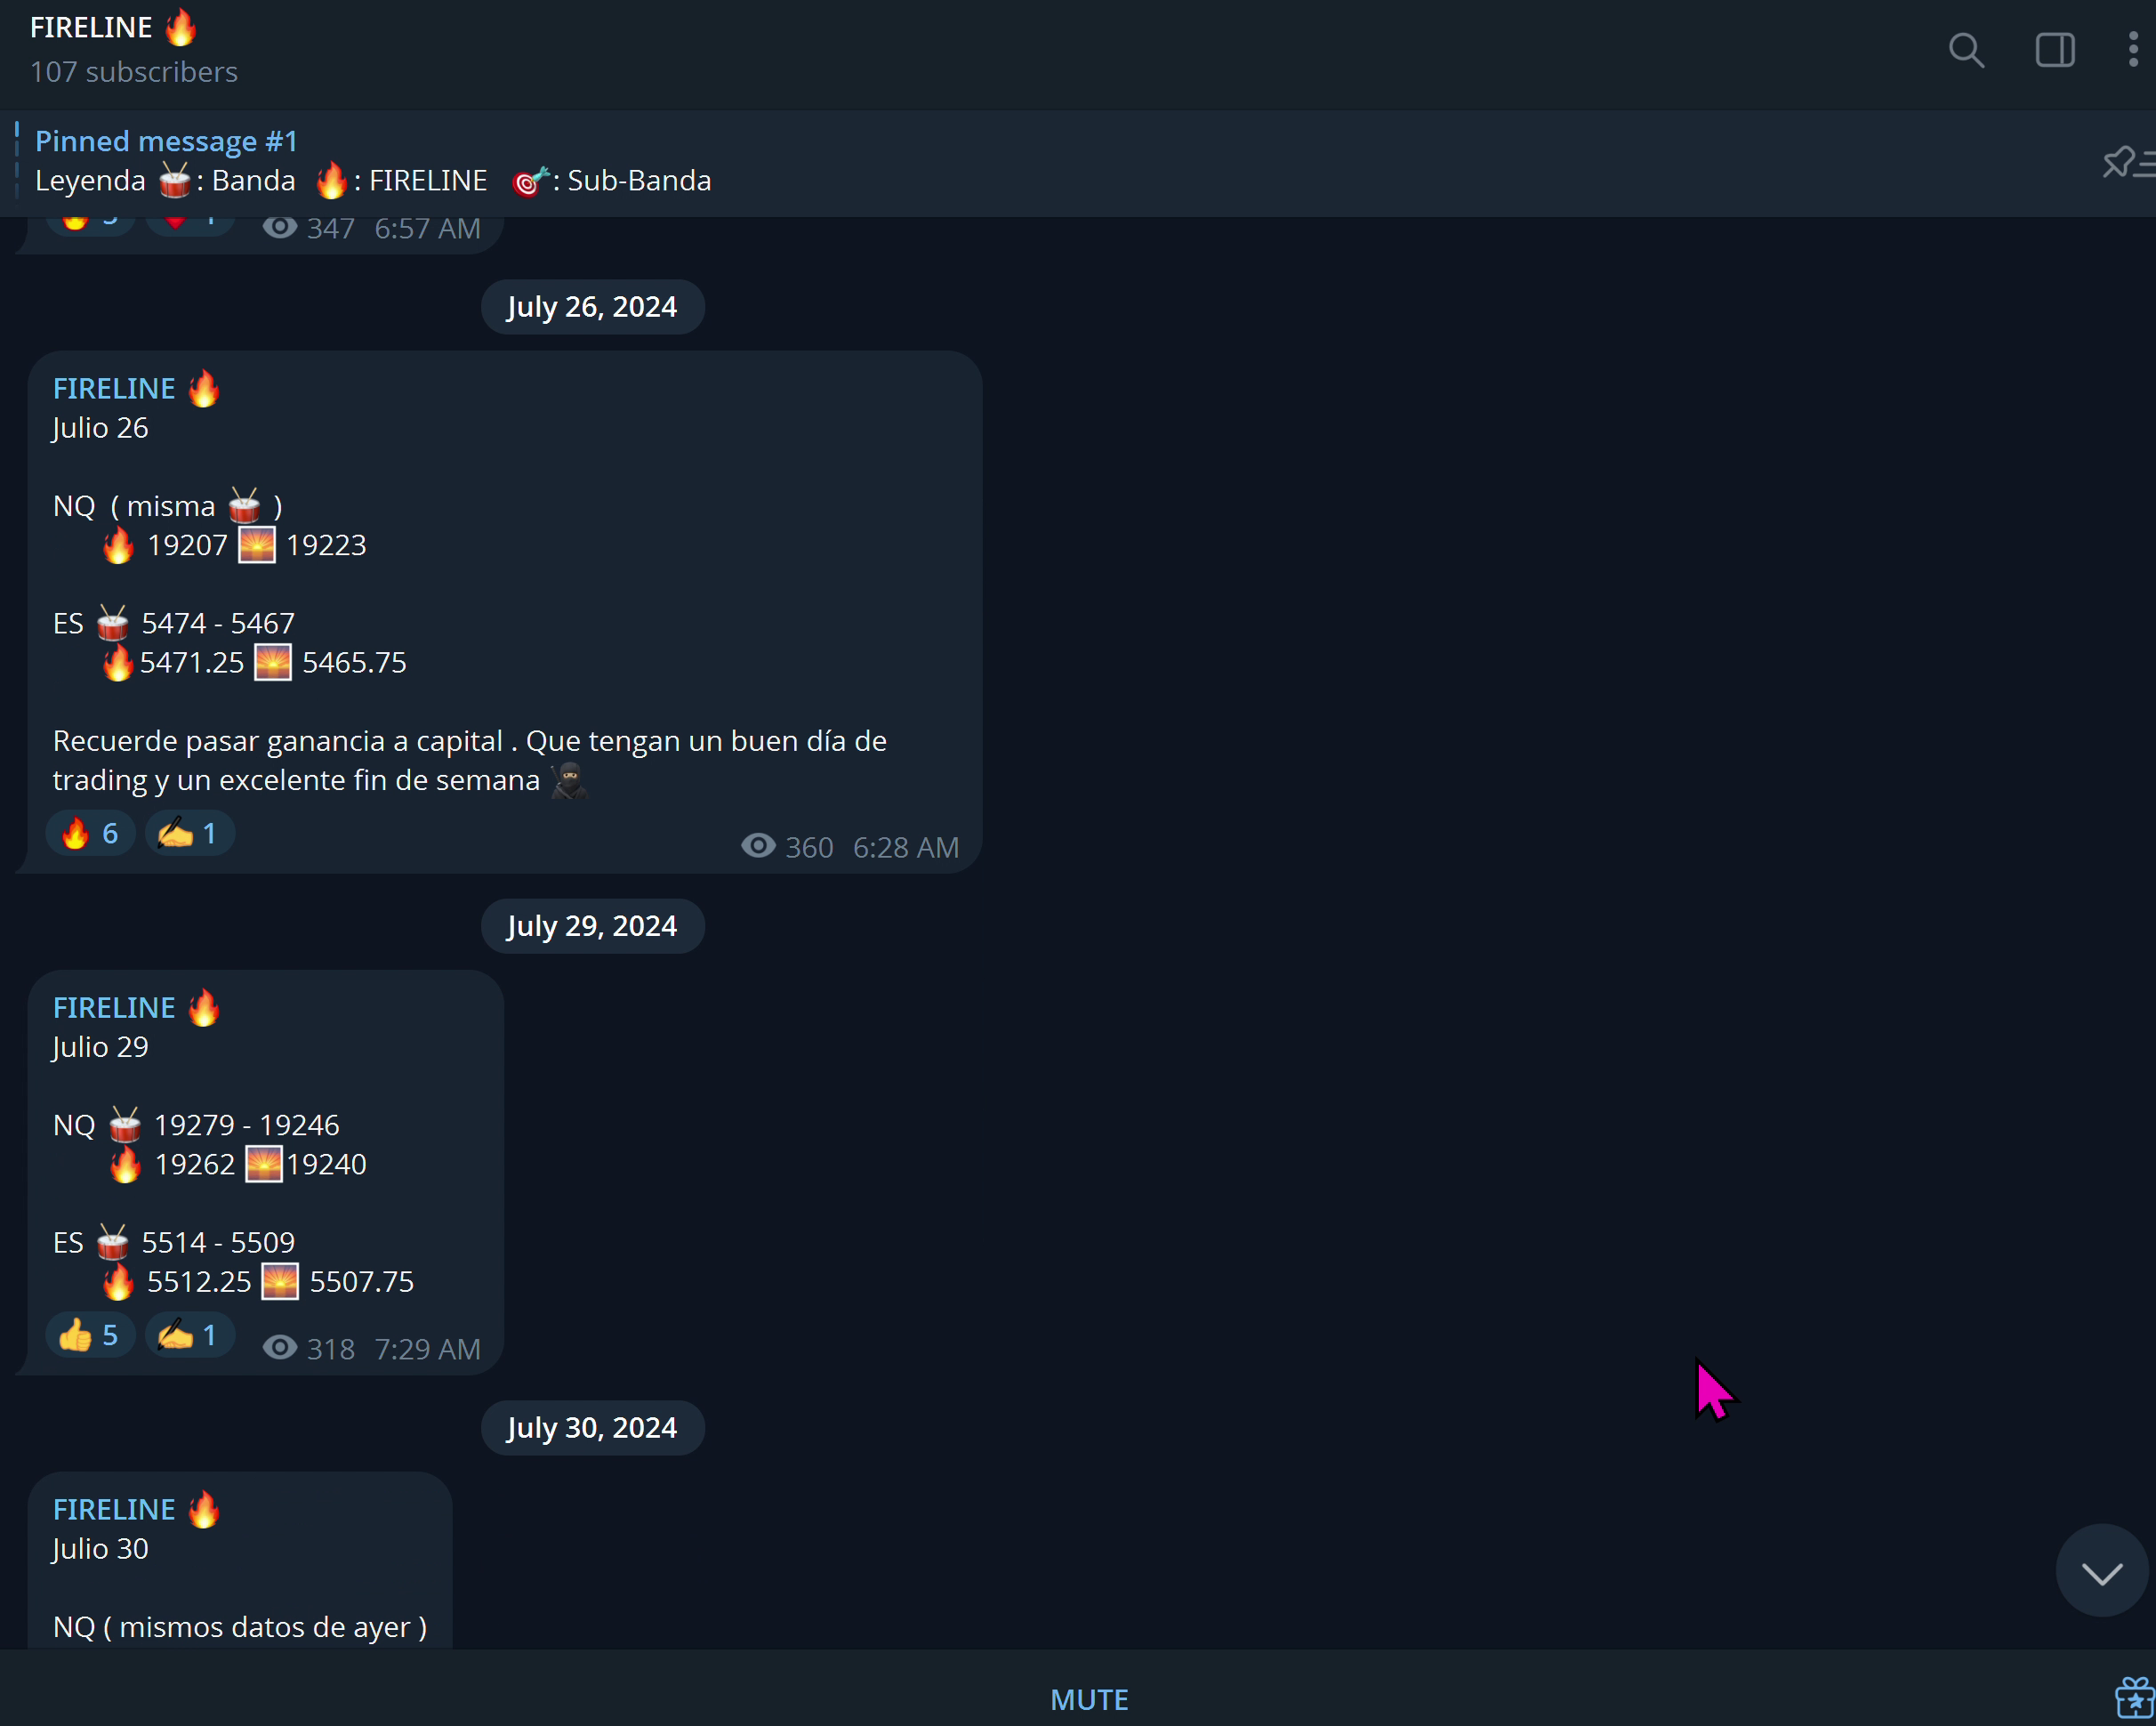 FIRELINE 🔥
107 subscribers
Pinned message #1
Leyenda 🥁: Banda 🔥: FIRELINE 🎯: Sub-Banda
347 6:57 AM
July 26, 2024
FIRELINE 🔥
Julio 26
NQ ( misma 🥁 )
🔥 19207 🌅 19223
ES 🥁 5474 - 5467
🔥5471.25 🌅 5465.75
Recuerde pasar ganancia a capital . Que tengan un buen día de
trading y un excelente fin de semana 🥷
🔥 6 ✍️ 1 360 6:28 AM
July 29, 2024
FIRELINE 🔥
Julio 29
NQ 🥁 19279 - 19246
🔥 19262 🌅19240
ES 🥁 5514 - 5509
🔥 5512.25 🌅 5507.75
👍 5 ✍️ 1 318 7:29 AM
July 30, 2024
FIRELINE 🔥
Julio 30
NQ ( mismos datos de ayer )
MUTE